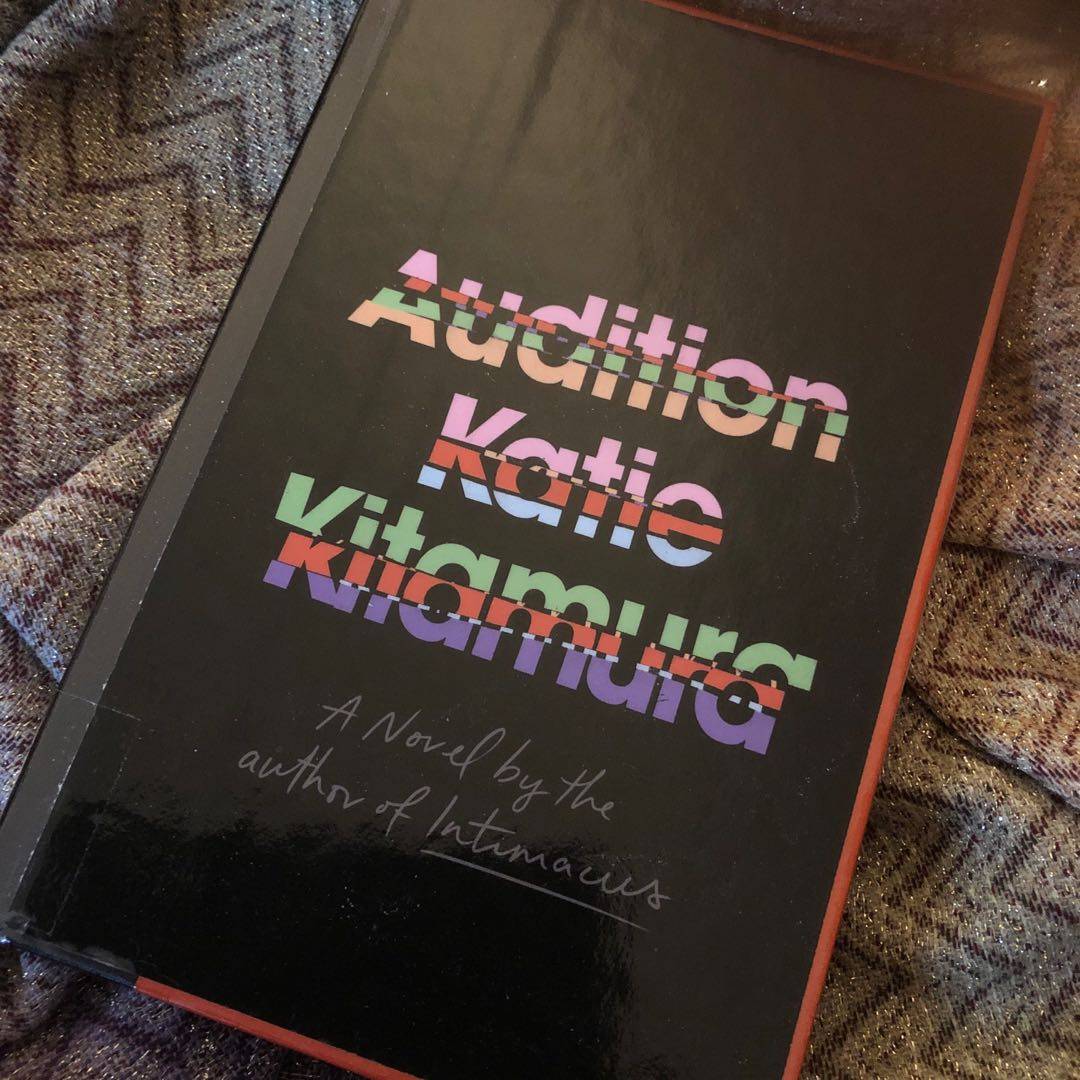 Audition
Katie
Kitamura
A Novel by the
author of Intimacies